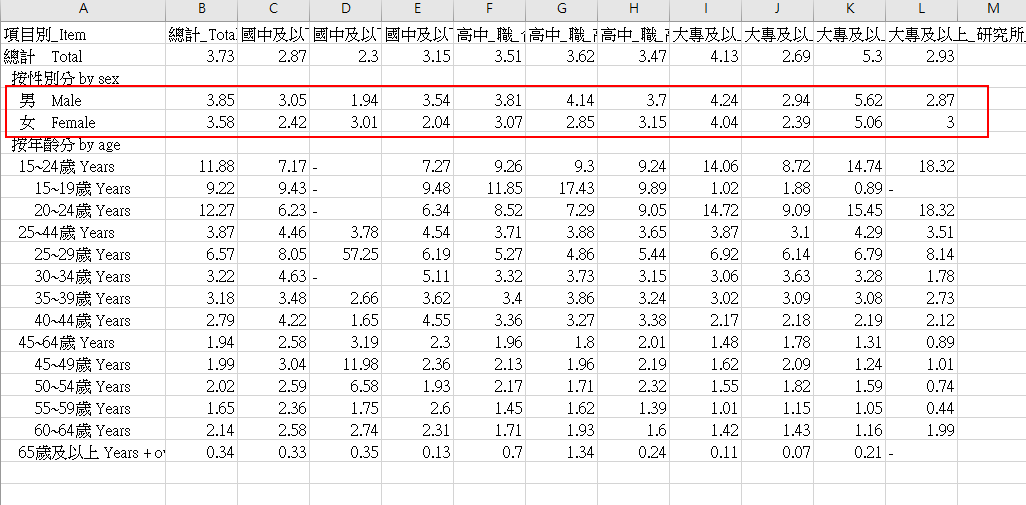 A B C D E F G H I J K L M
項目別_Item 總計_Total 國中及以下 國中及以下 國中及以下 高中_職_ 高中_職_高 高中_職_高 大專及以上 大專及以上 大專及以上 大專及以上_研究所_
總計 Total 3.73 2.87 2.3 3.15 3.51 3.62 3.47 4.13 2.69 5.3 2.93
按性別分 by sex
男 Male 3.85 3.05 1.94 3.54 3.81 4.14 3.7 4.24 2.94 5.62 2.87
女 Female 3.58 2.42 3.01 2.04 3.07 2.85 3.15 4.04 2.39 5.06 3
按年齡分 by age
15~24歲 Years 11.88 7.17 - 7.27 9.26 9.3 9.24 14.06 8.72 14.74 18.32
15~19歲 Years 9.22 9.43 - 9.48 11.85 17.43 9.89 1.02 1.88 0.89 -
20~24歲 Years 12.27 6.23 - 6.34 8.52 7.29 9.05 14.72 9.09 15.45 18.32
25~44歲 Years 3.87 4.46 3.78 4.54 3.71 3.88 3.65 3.87 3.1 4.29 3.51
25~29歲 Years 6.57 8.05 57.25 6.19 5.27 4.86 5.44 6.92 6.14 6.79 8.14
30~34歲 Years 3.22 4.63 - 5.11 3.32 3.73 3.15 3.06 3.63 3.28 1.78
35~39歲 Years 3.18 3.48 2.66 3.62 3.4 3.86 3.24 3.02 3.09 3.08 2.73
40~44歲 Years 2.79 4.22 1.65 4.55 3.36 3.27 3.38 2.17 2.18 2.19 2.12
45~64歲 Years 1.94 2.58 3.19 2.3 1.96 1.8 2.01 1.48 1.78 1.31 0.89
45~49歲 Years 1.99 3.04 11.98 2.36 2.13 1.96 2.19 1.62 2.09 1.24 1.01
50~54歲 Years 2.02 2.59 6.58 1.93 2.17 1.71 2.32 1.55 1.82 1.59 0.74
55~59歲 Years 1.65 2.36 1.75 2.6 1.45 1.62 1.39 1.01 1.15 1.05 0.44
60~64歲 Years 2.14 2.58 2.74 2.31 1.71 1.93 1.6 1.42 1.43 1.16 1.99
65歲及以上 Years + o 0.34 0.33 0.35 0.13 0.7 1.34 0.24 0.11 0.07 0.21 -